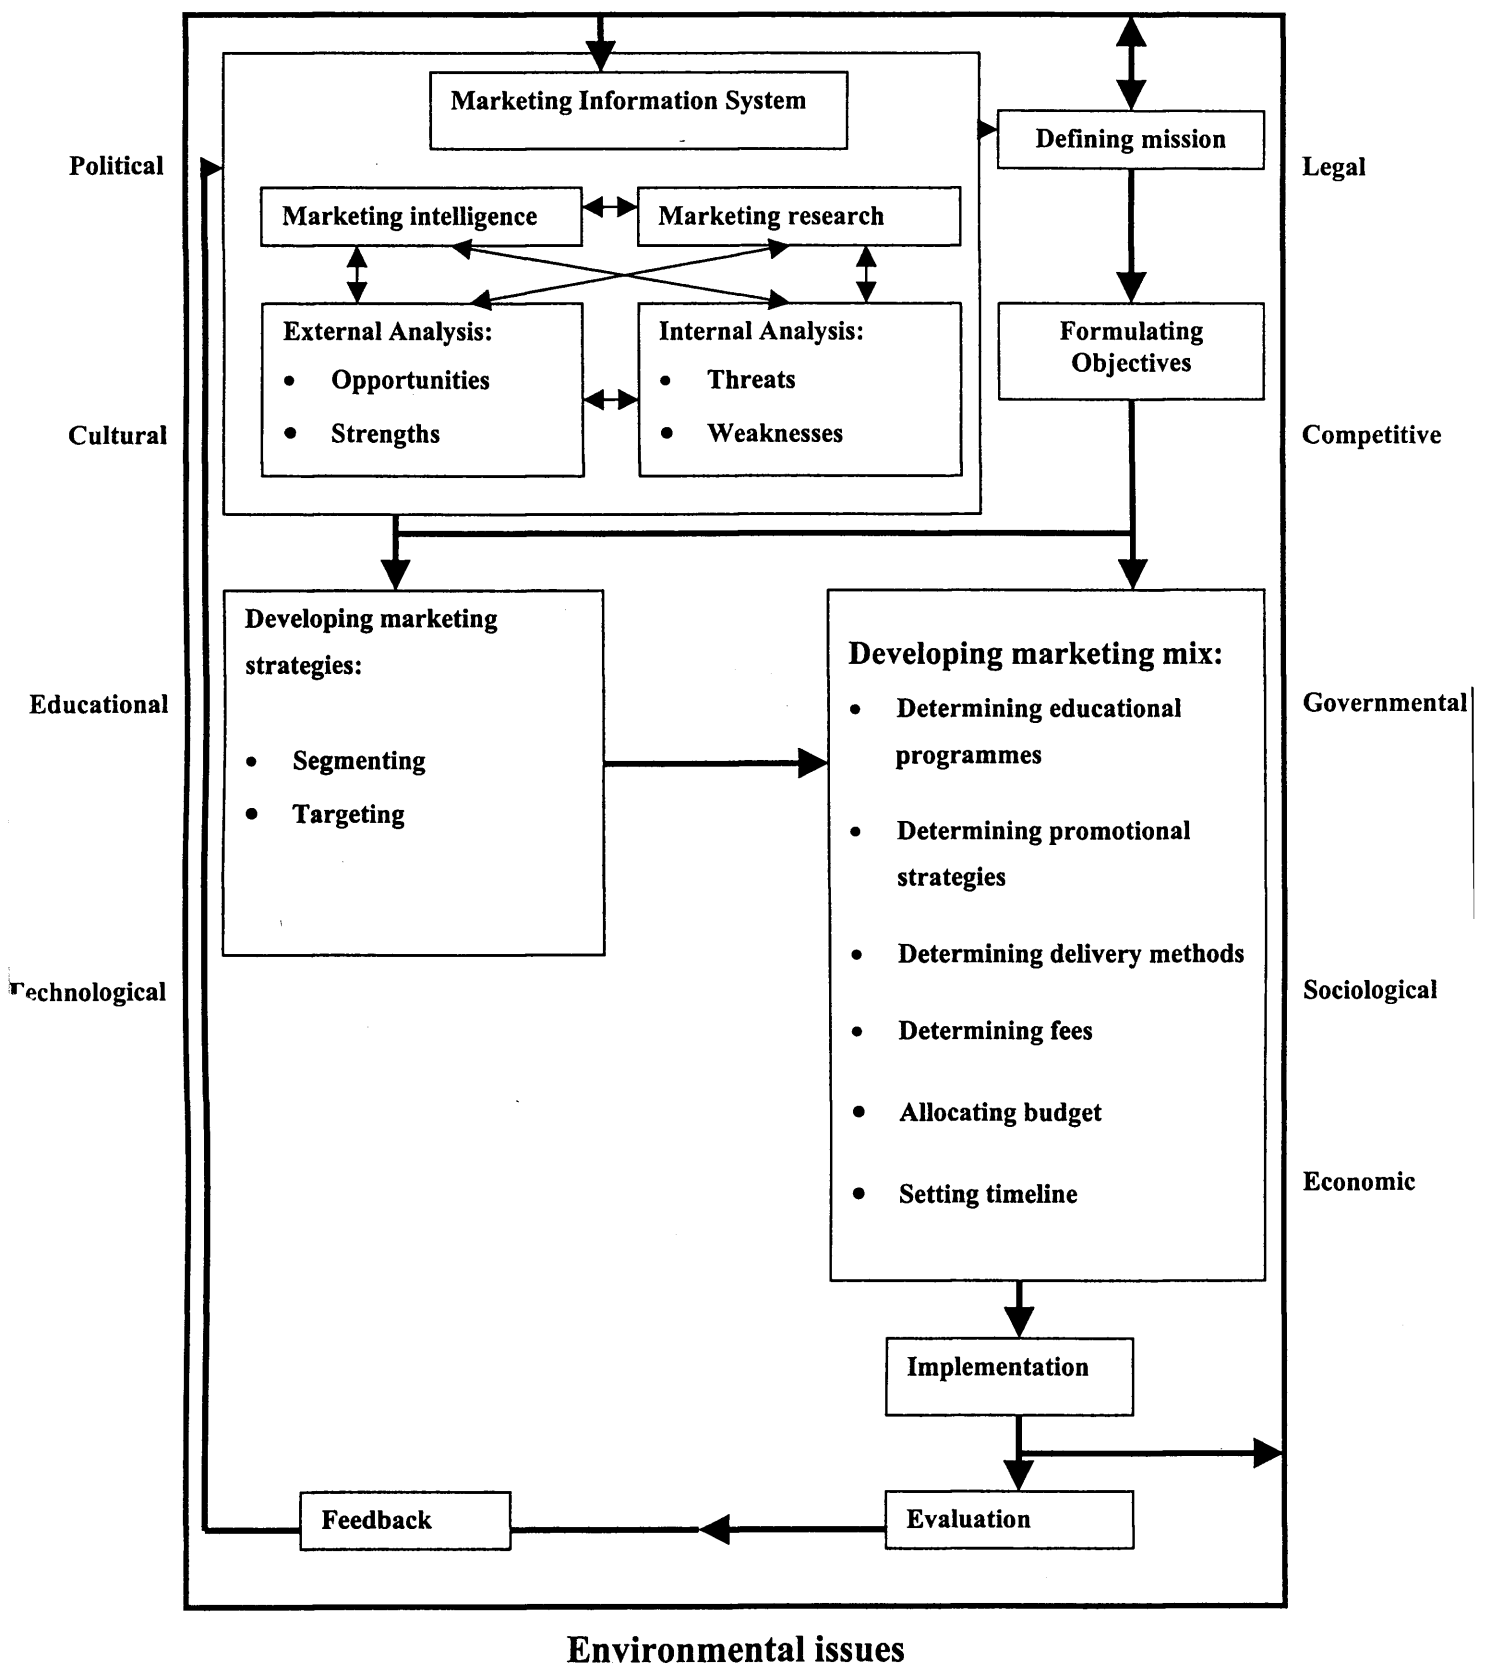 Marketing Information System
Defining mission
Political
Legal
Marketing intelligence
Marketing research
External Analysis:
• Opportunities
• Strengths
Internal Analysis:
• Threats
• Weaknesses
Formulating
Objectives
Cultural
Competitive
Developing marketing
strategies:
• Segmenting
• Targeting
Developing marketing mix:
• Determining educational
programmes
• Determining promotional
strategies
• Determining delivery methods
• Determining fees
• Allocating budget
• Setting timeline
Educational
Governmental
Technological
Sociological
Economic
Implementation
Feedback
Evaluation
Environmental issues